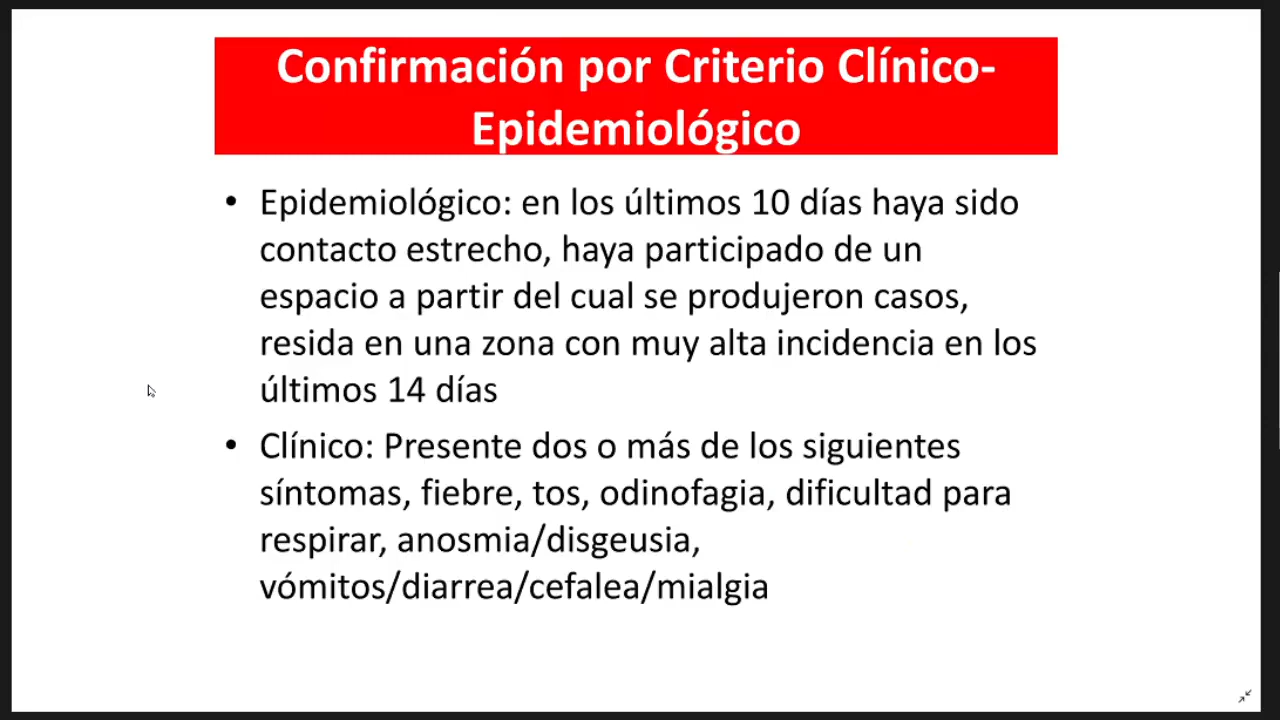 Confirmación por Criterio Clínico-
Epidemiológico
• Epidemiológico: en los últimos 10 días haya sido
contacto estrecho, haya participado de un
espacio a partir del cual se produjeron casos,
resida en una zona con muy alta incidencia en los
últimos 14 días
• Clínico: Presente dos o más de los siguientes
síntomas, fiebre, tos, odinofagia, dificultad para
respirar, anosmia/disgeusia,
vómitos/diarrea/cefalea/mialgia